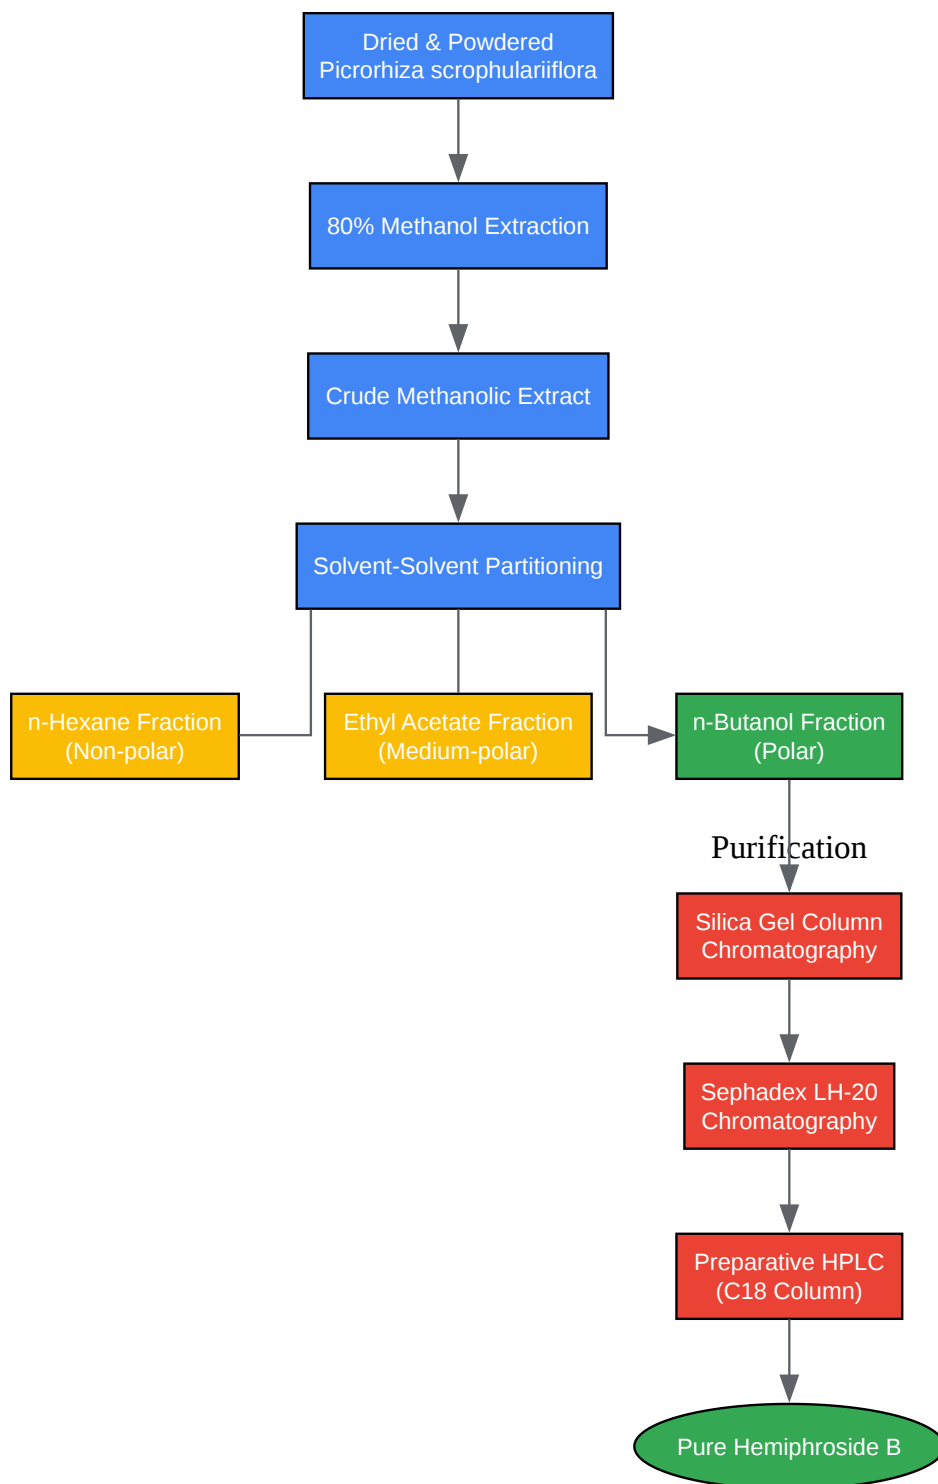 Dried & Powdered
Picrorhiza scrophulariiflora
80% Methanol Extraction
Crude Methanolic Extract
Solvent-Solvent Partitioning
n-Hexane Fraction
(Non-polar)
Ethyl Acetate Fraction
(Medium-polar)
n-Butanol Fraction
(Polar)
Purification
Silica Gel Column
Chromatography
Sephadex LH-20
Chromatography
Preparative HPLC
(C18 Column)
Pure Hemiphroside B